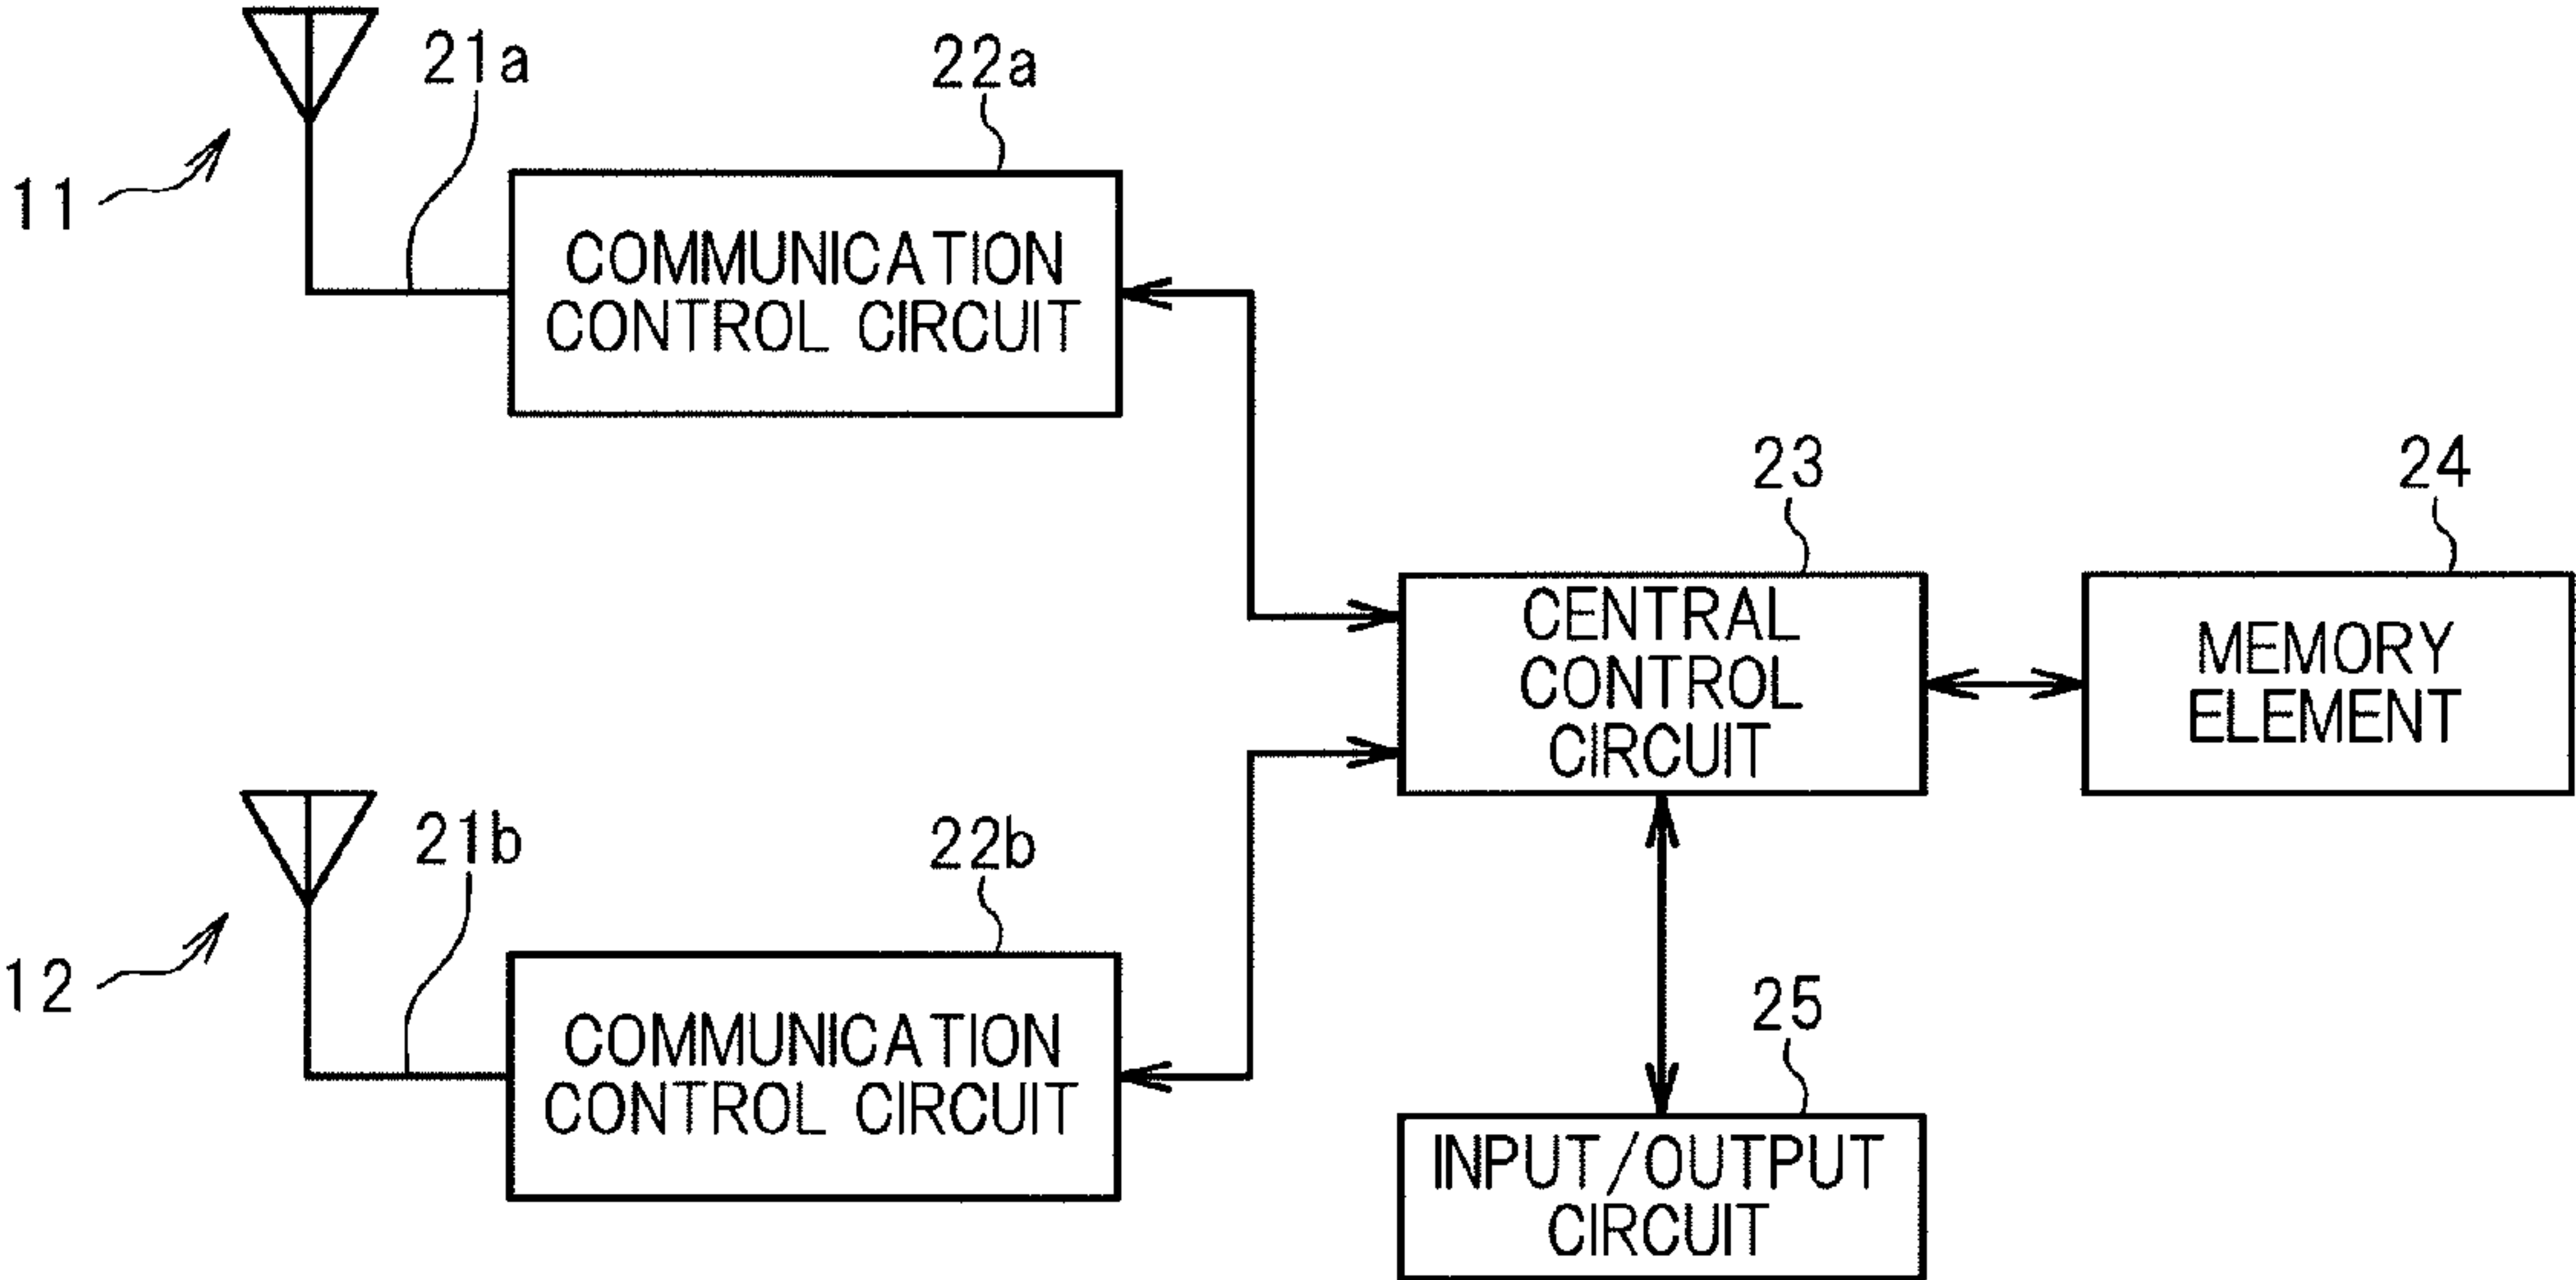 21a
22a
11
COMMUNICATION
CONTROL CIRCUIT
23
24
CENTRAL
CONTROL
CIRCUIT
MEMORY
ELEMENT
21b
22b
12
COMMUNICATION
CONTROL CIRCUIT
25
INPUT/OUTPUT
CIRCUIT